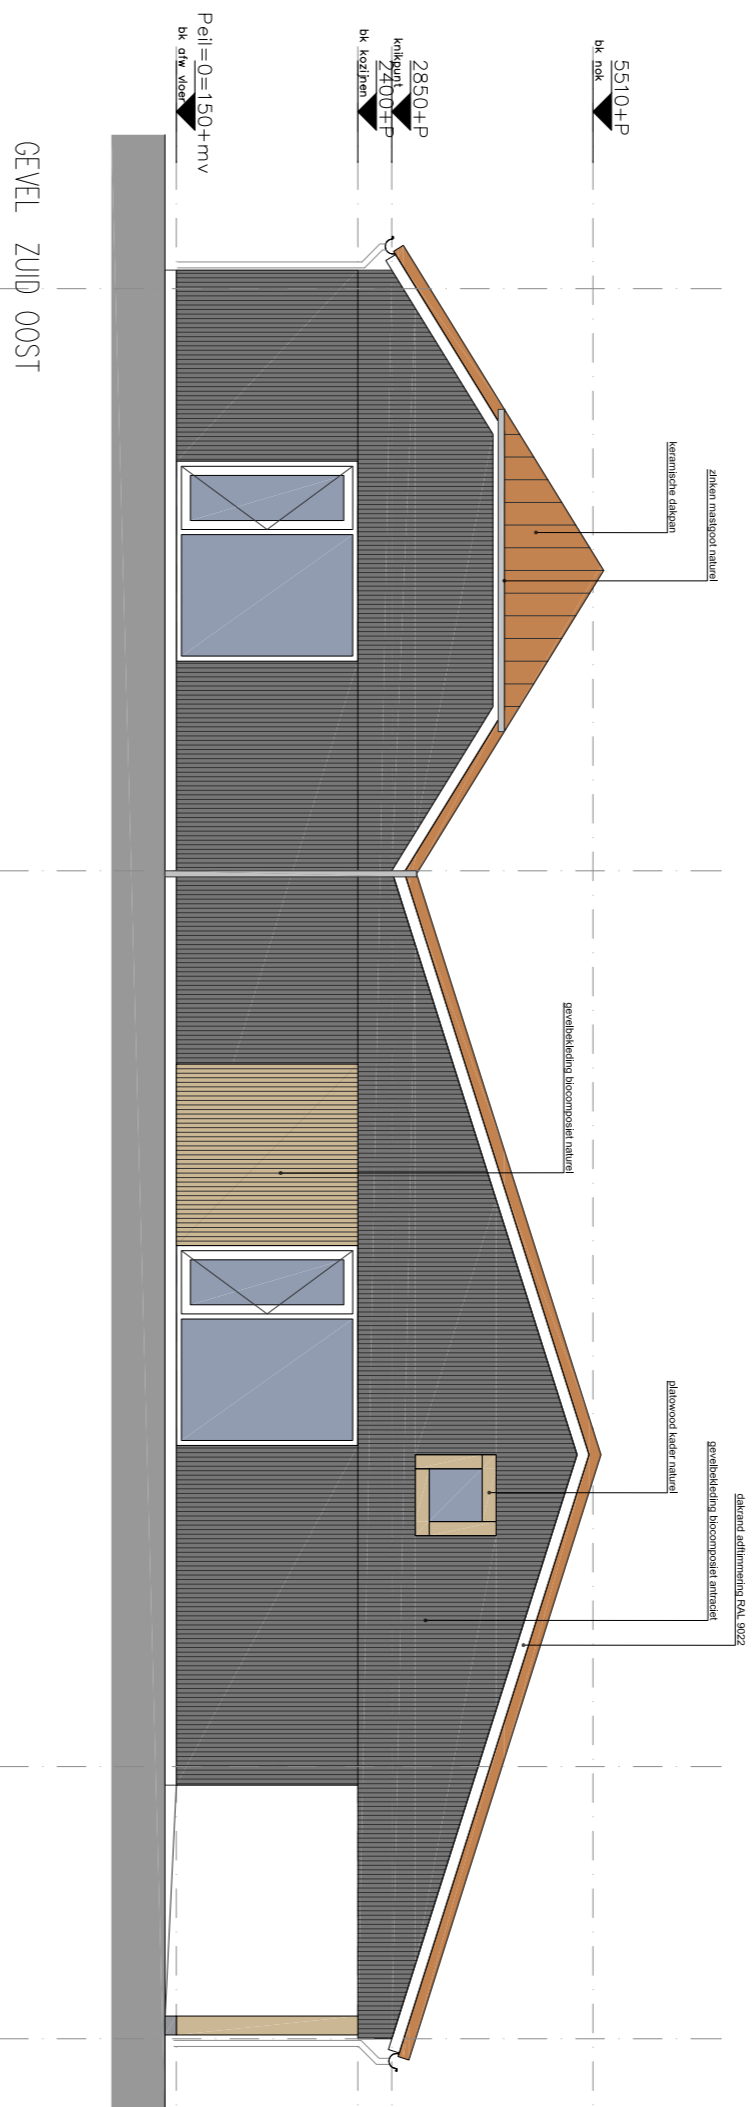 dakrand adftimmering RAL 9022
zinken mastgoot naturel
gevelbekleding biocomposiet antraciet
keramische dakpan
platowood kader naturel
5510+P
bk nok
gevelbekleding biocomposiet naturel
2850+P
knikpunt
2400+P
bk kozijnen
Peil=0=150+mv
bk afw vloer
GEVEL ZUID OOST